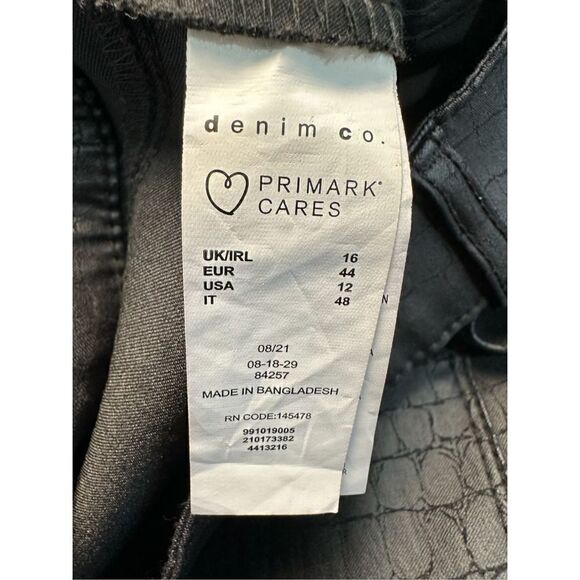 denim co.
PRIMARK®
CARES
UK/IRL 16
EUR 44
USA 12
IT 48
08/21
08-18-29
84257
MADE IN BANGLADESH
RN CODE:145478
991019005
210173382
4413216
N
A
R